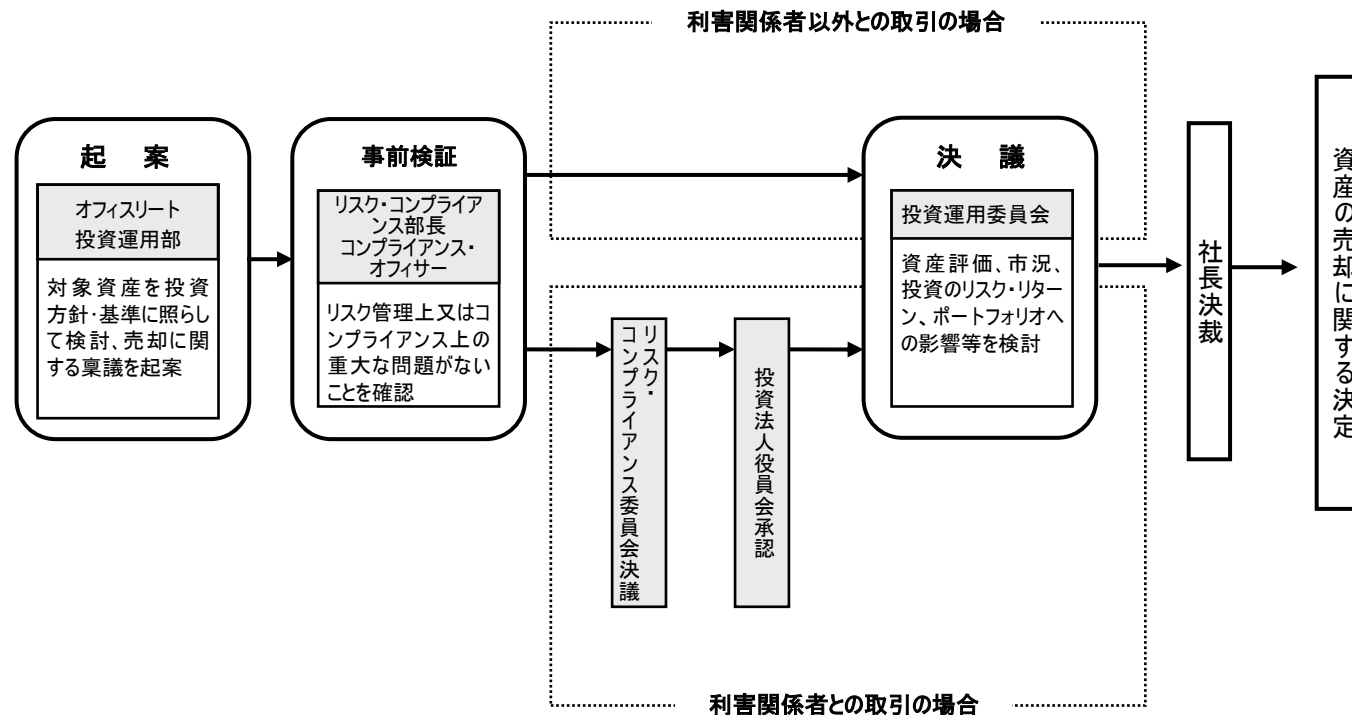 利害関係者以外との取引の場合
起　案
オフィスリート
投資運用部
対象資産を投資
方針・基準に照らし
て検討、売却に関
する稟議を起案
事前検証
リスク・コンプライア
ンス部長
コンプライアンス・
オフィサー
リスク管理上又はコ
ンプライアンス上の
重大な問題がない
ことを確認
リスク・
コンプライアンス委員会決議
投資法人役員会承認
決　議
投資運用委員会
資産評価、市況、
投資のリスク・リター
ン、ポートフォリオへ
の影響等を検討
社長決裁
資産の売却に関する決定
利害関係者との取引の場合